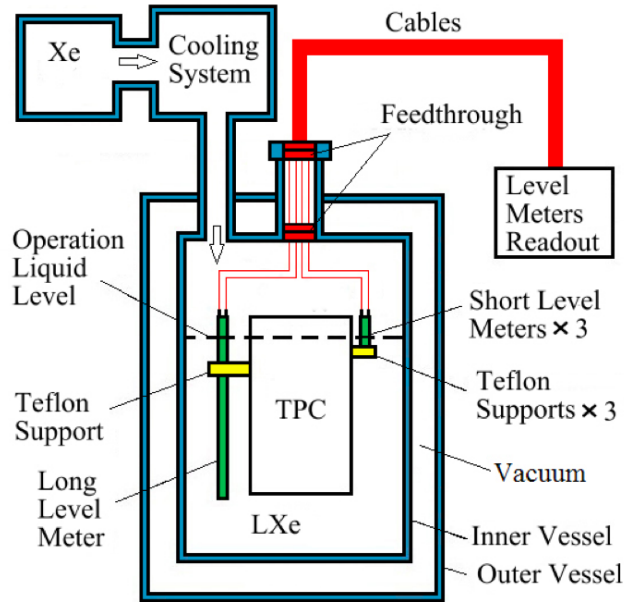 Cables
Xe
Cooling
System
Feedthrough
Level
Meters
Readout
Operation
Liquid
Level
Short Level
Meters × 3
Teflon
Support
TPC
Teflon
Supports × 3
Vacuum
Long
Level
Meter
LXe
Inner Vessel
Outer Vessel